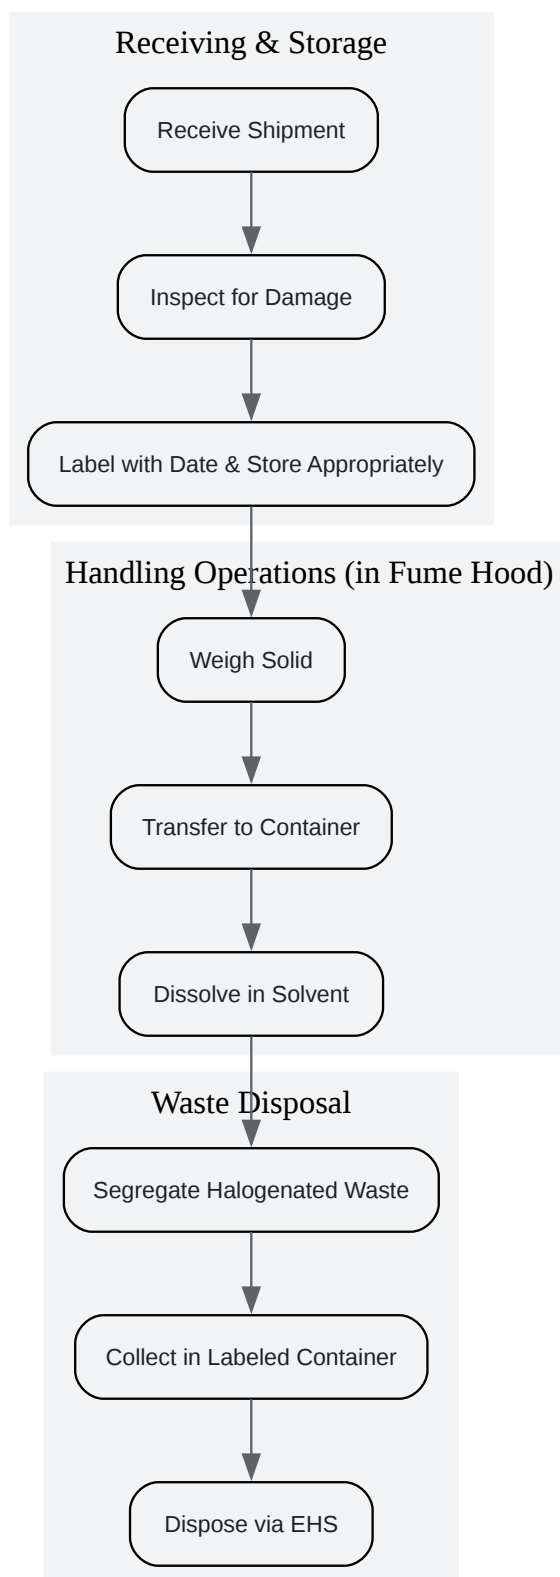 Receiving & Storage
Receive Shipment
Inspect for Damage
Label with Date & Store Appropriately
Handling Operations (in Fume Hood)
Weigh Solid
Transfer to Container
Dissolve in Solvent
Waste Disposal
Segregate Halogenated Waste
Collect in Labeled Container
Dispose via EHS